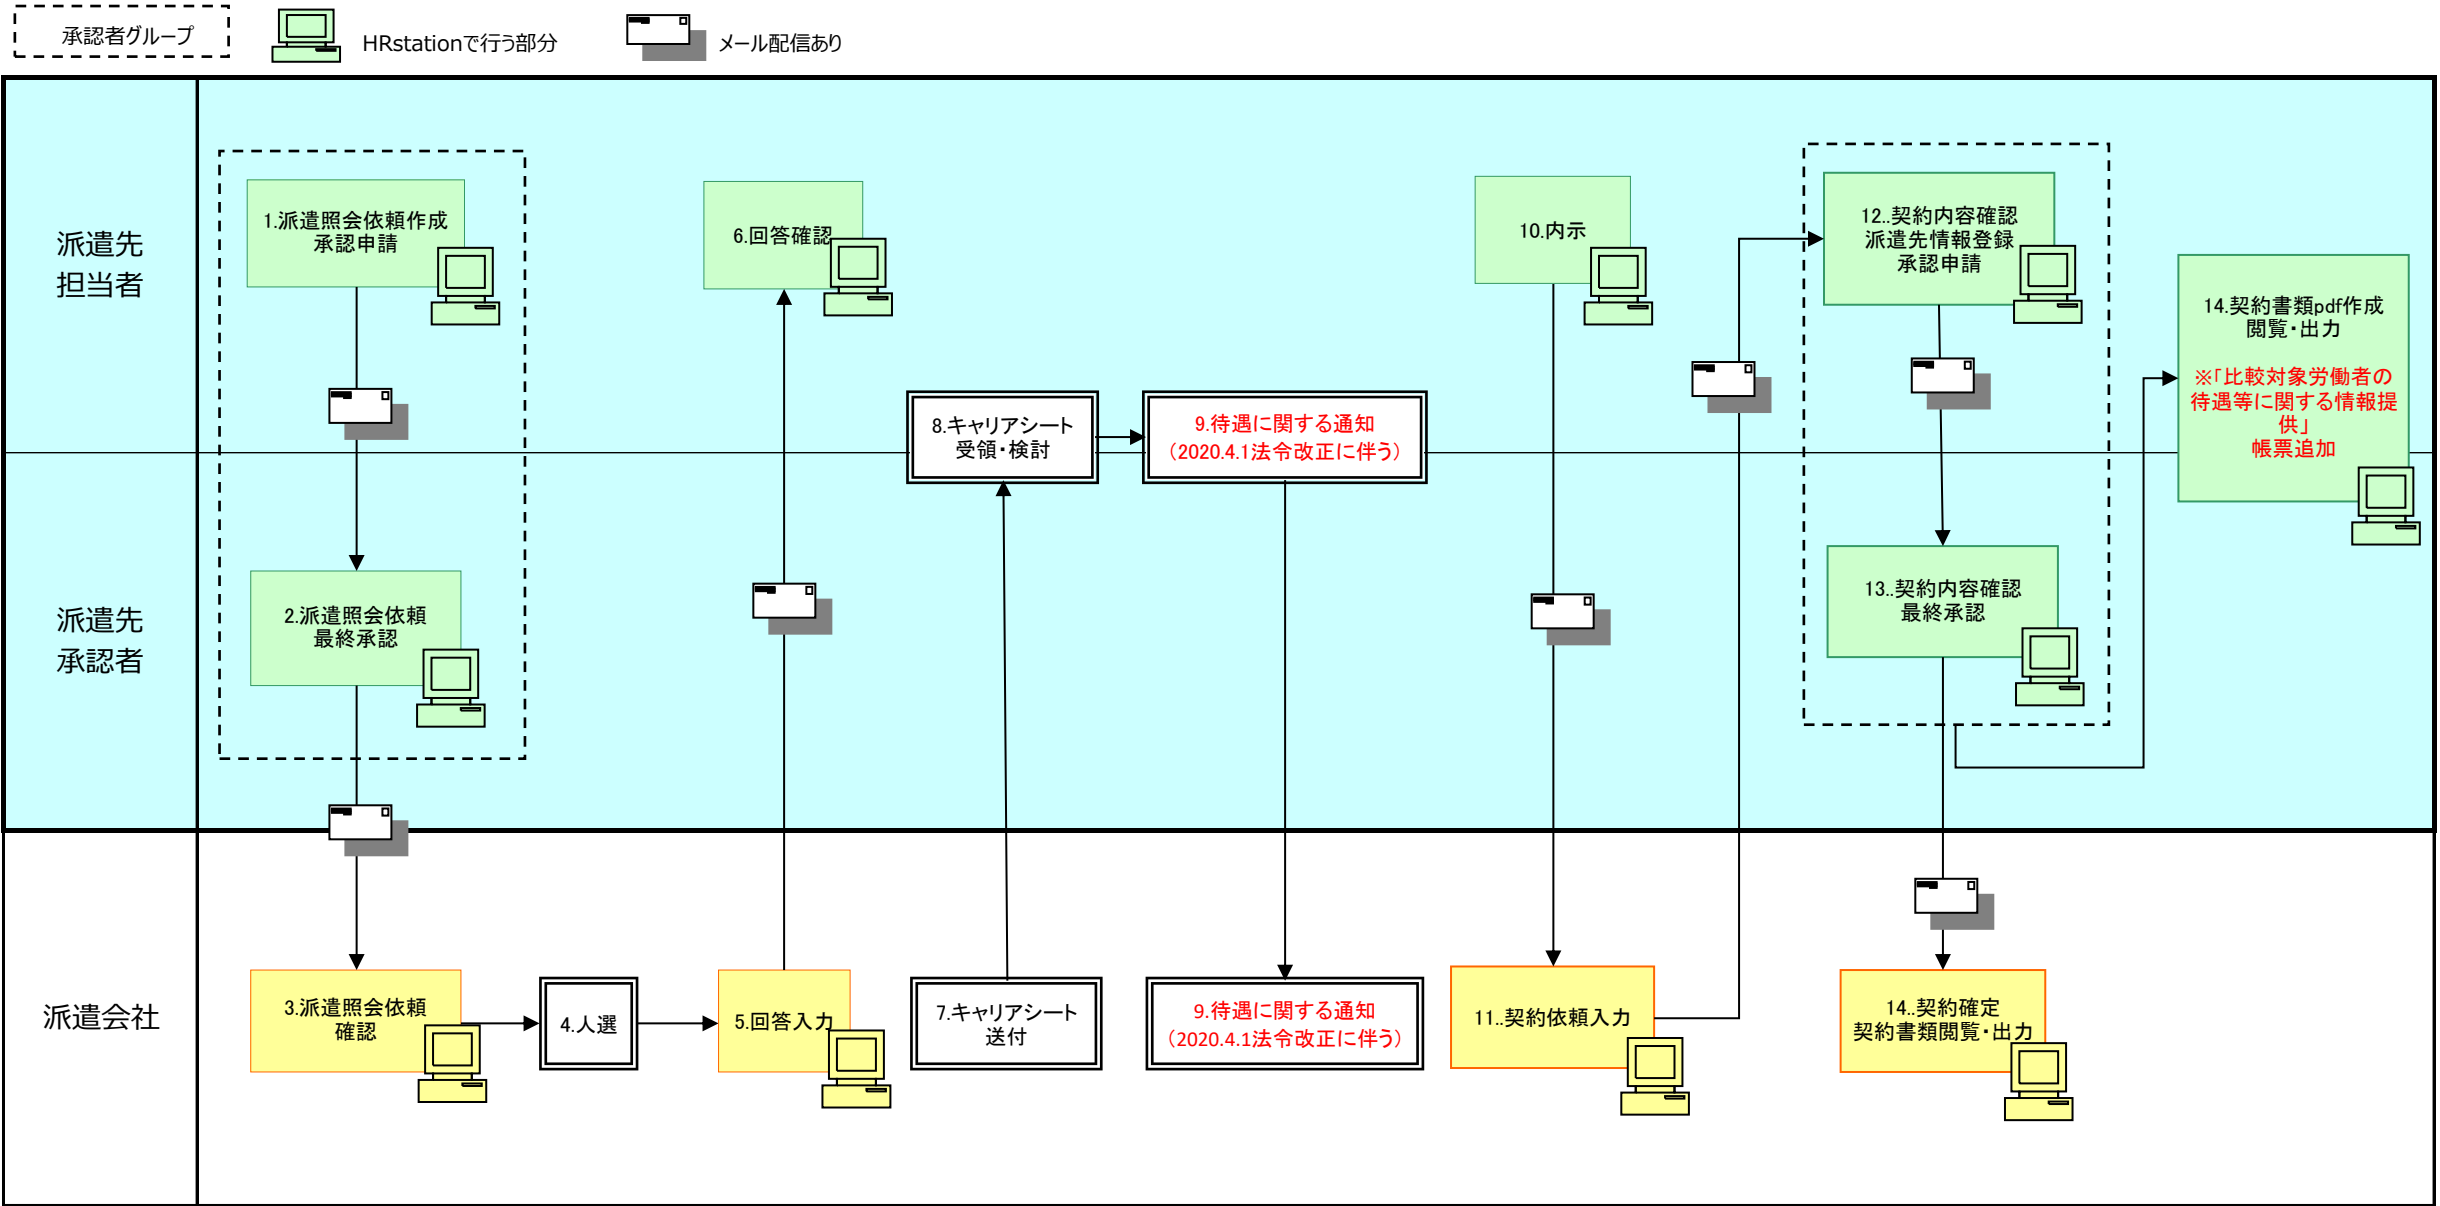 承認者グループ
HRstationで行う部分
メール配信あり
派遣先
担当者
1.派遣照会依頼作成
承認申請
6.回答確認
10.内示
12..契約内容確認
派遣先情報登録
承認申請
14.契約書類pdf作成
閲覧・出力
※「比較対象労働者の
待遇等に関する情報提
供」
帳票追加
8.キャリアシート
受領・検討
9.待遇に関する通知
(2020.4.1法令改正に伴う)
派遣先
承認者
2.派遣照会依頼
最終承認
13..契約内容確認
最終承認
派遣会社
3.派遣照会依頼
確認
4.人選
5.回答入力
7.キャリアシート
送付
9.待遇に関する通知
(2020.4.1法令改正に伴う)
11..契約依頼入力
14..契約確定
契約書類閲覧・出力